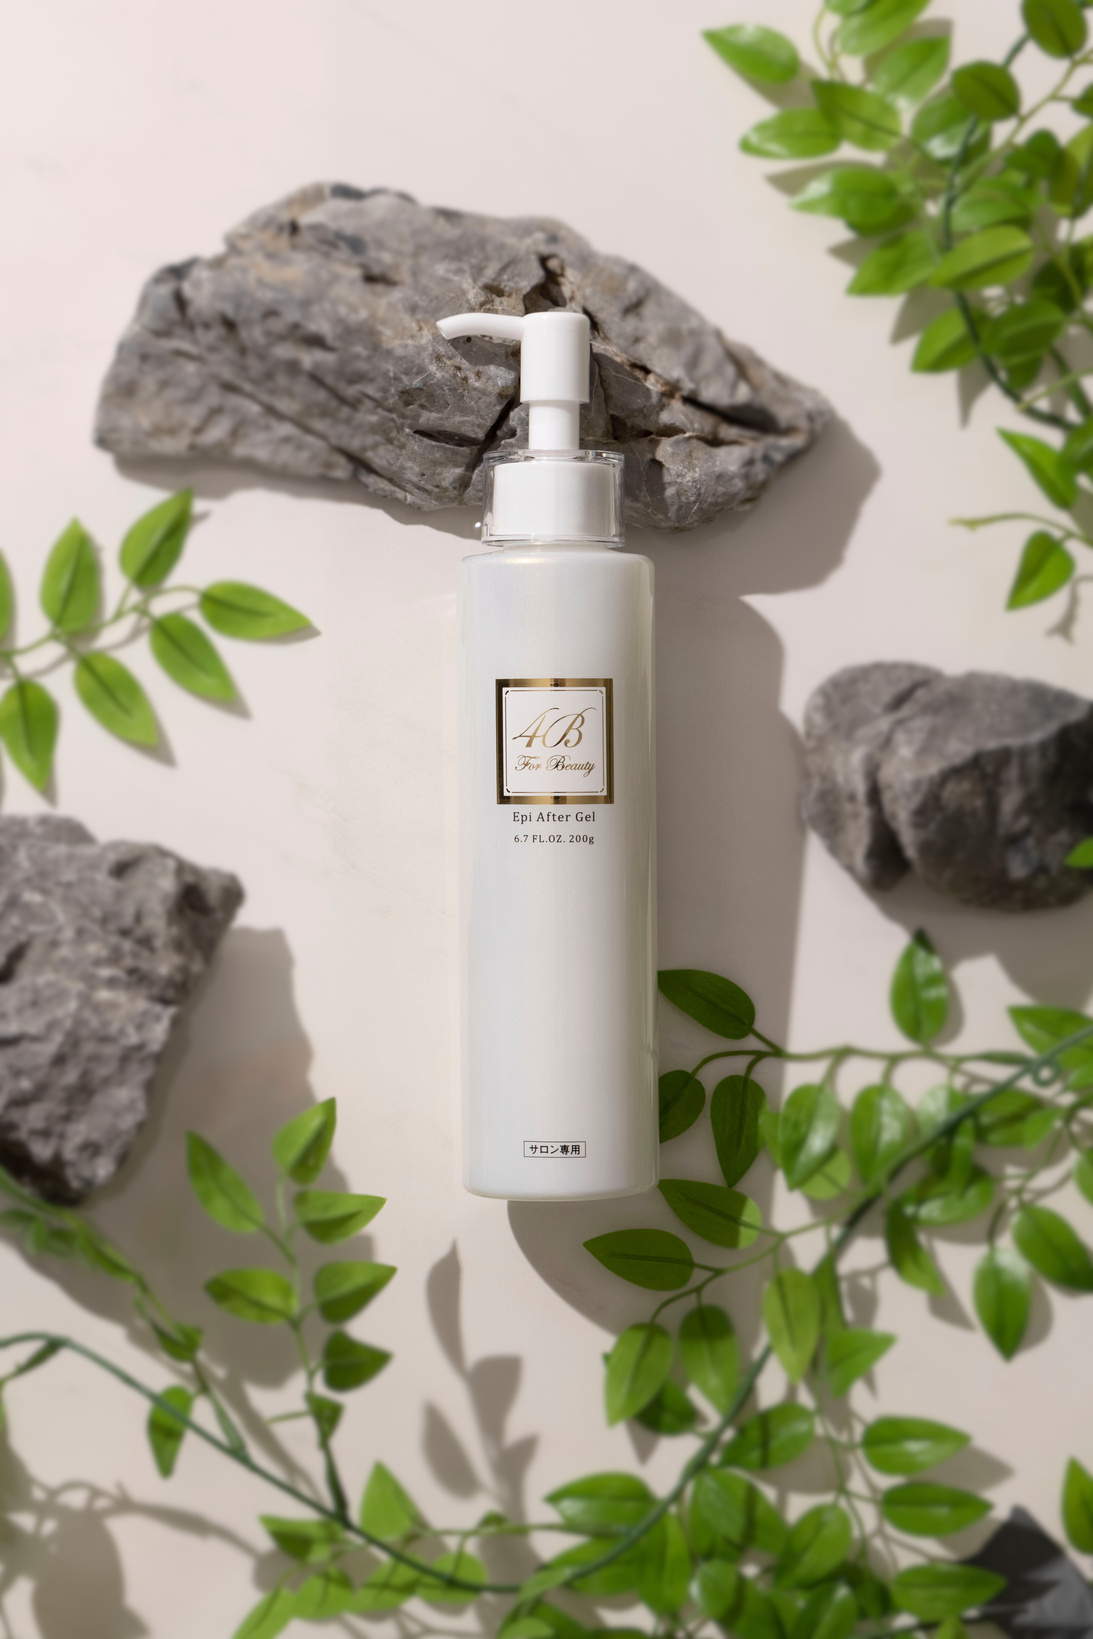 4B
For Beauty
Epi After Gel
6.7 FL.OZ. 200g
サロン専用